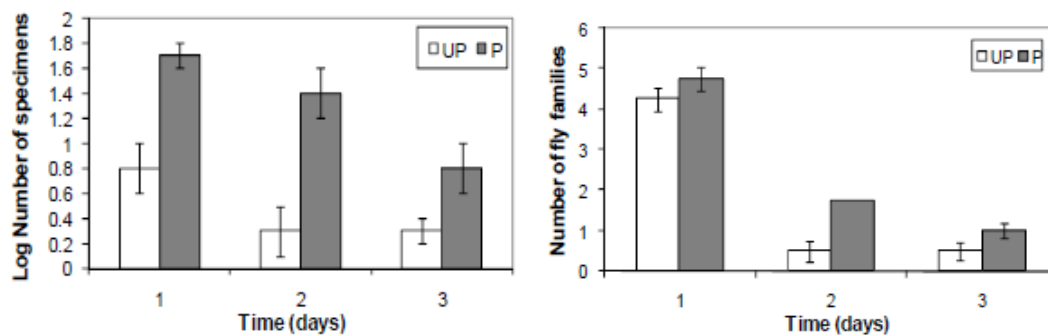 Log Number of specimens
2
1.8
1.6
1.4
1.2
1
0.8
0.6
0.4
0.2
0
UP P
1 2 3
Time (days)
Number of fly families
6
5
4
3
2
1
0
UP P
1 2 3
Time (days)